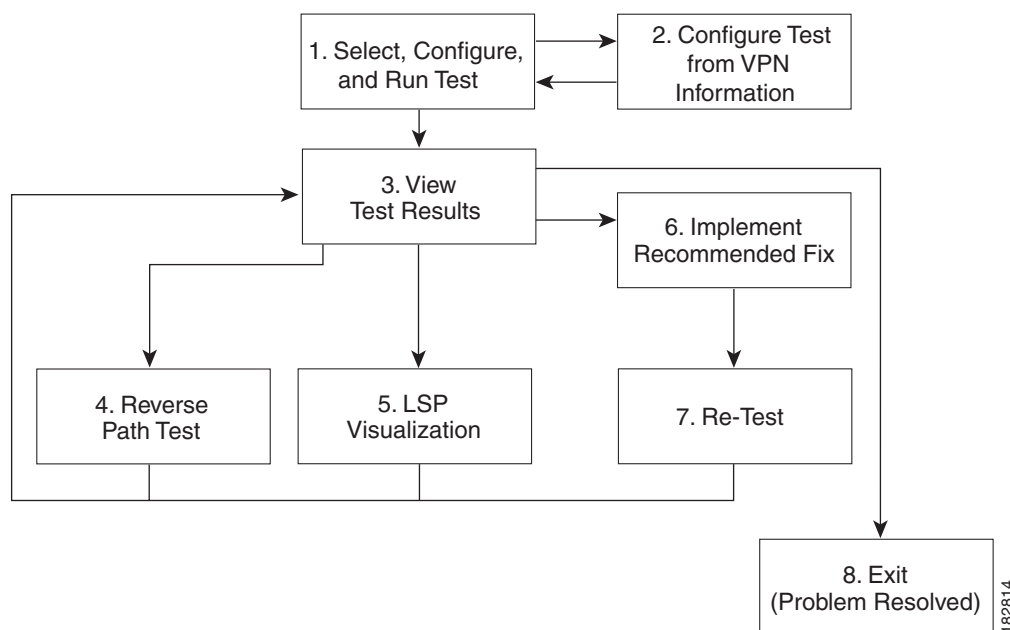 1. Select, Configure,
and Run Test
2. Configure Test
from VPN
Information
3. View
Test Results
6. Implement
Recommended Fix
4. Reverse
Path Test
5. LSP
Visualization
7. Re-Test
8. Exit
(Problem Resolved)
182814